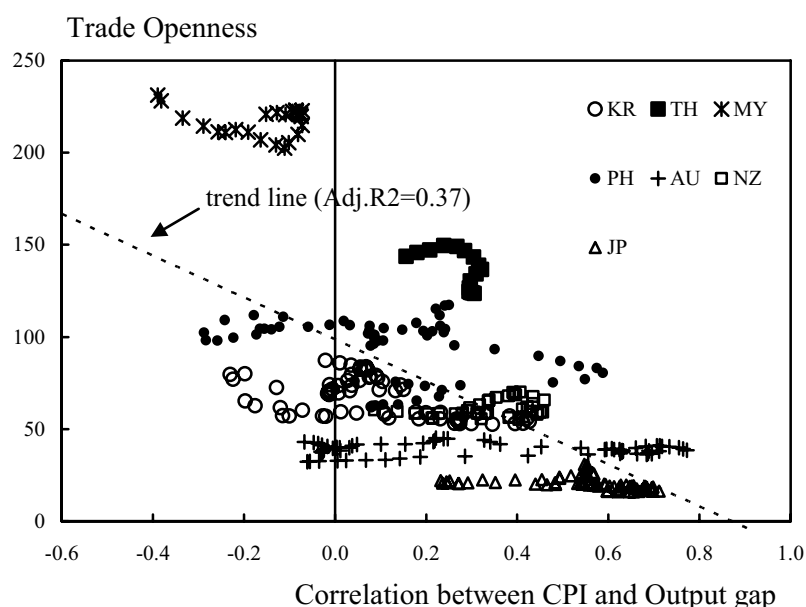 Trade Openness
250
200
150
100
50
0
KR TH MY
PH AU NZ
JP
trend line (Adj.R2=0.37)
-0.6 -0.4 -0.2 0.0 0.2 0.4 0.6 0.8 1.0
Correlation between CPI and Output gap